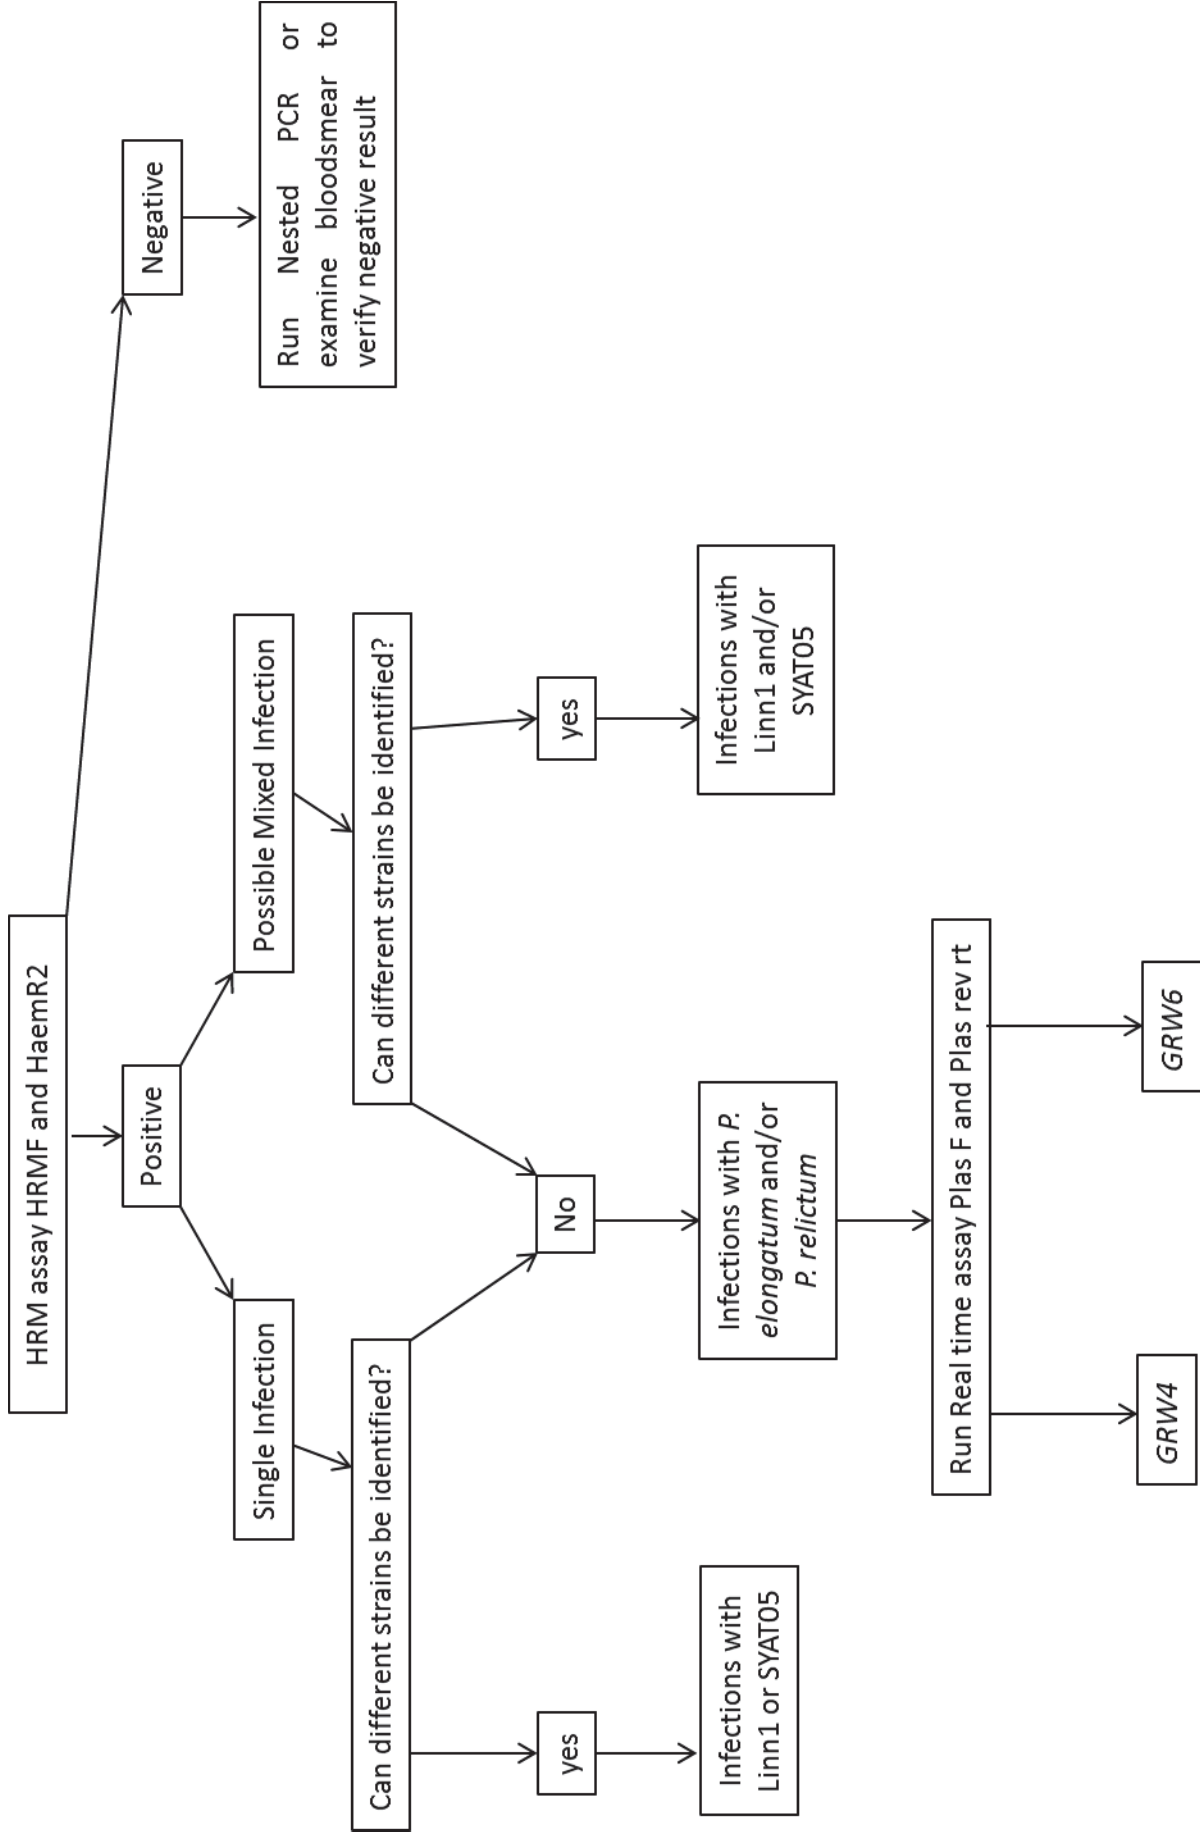 HRM assay HRMF and HaemR2
Positive
Negative
Single Infection
Possible Mixed Infection
Run Nested PCR or
examine bloodsmear to
verify negative result
Can different strains be identified?
Can different strains be identified?
yes
No
yes
Infections with
Linn1 or SYAT05
Infections with P.
elongatum and/or
P. relictum
Infections with
Linn1 and/or
SYAT05
Run Real time assay Plas F and Plas rev rt
GRW4
GRW6